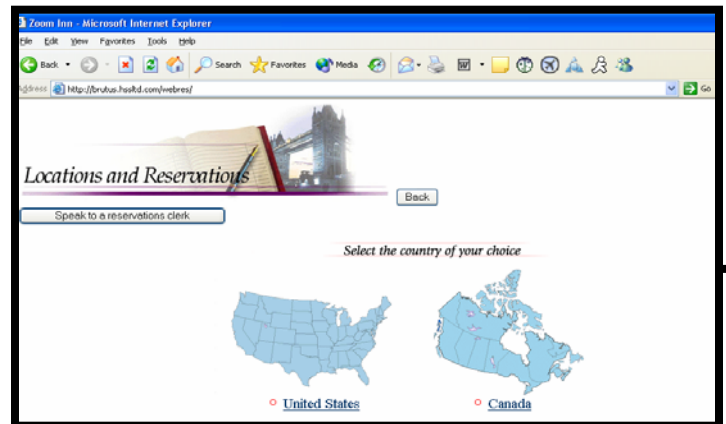 Zoom Inn - Microsoft Internet Explorer
File Edit View Favorites Tools Help
Back Search Favorites Media
Address http://brutus.hssltd.com/webres/ Go
Locations and Reservations
Back
Speak to a reservations clerk
Select the country of your choice
United States Canada